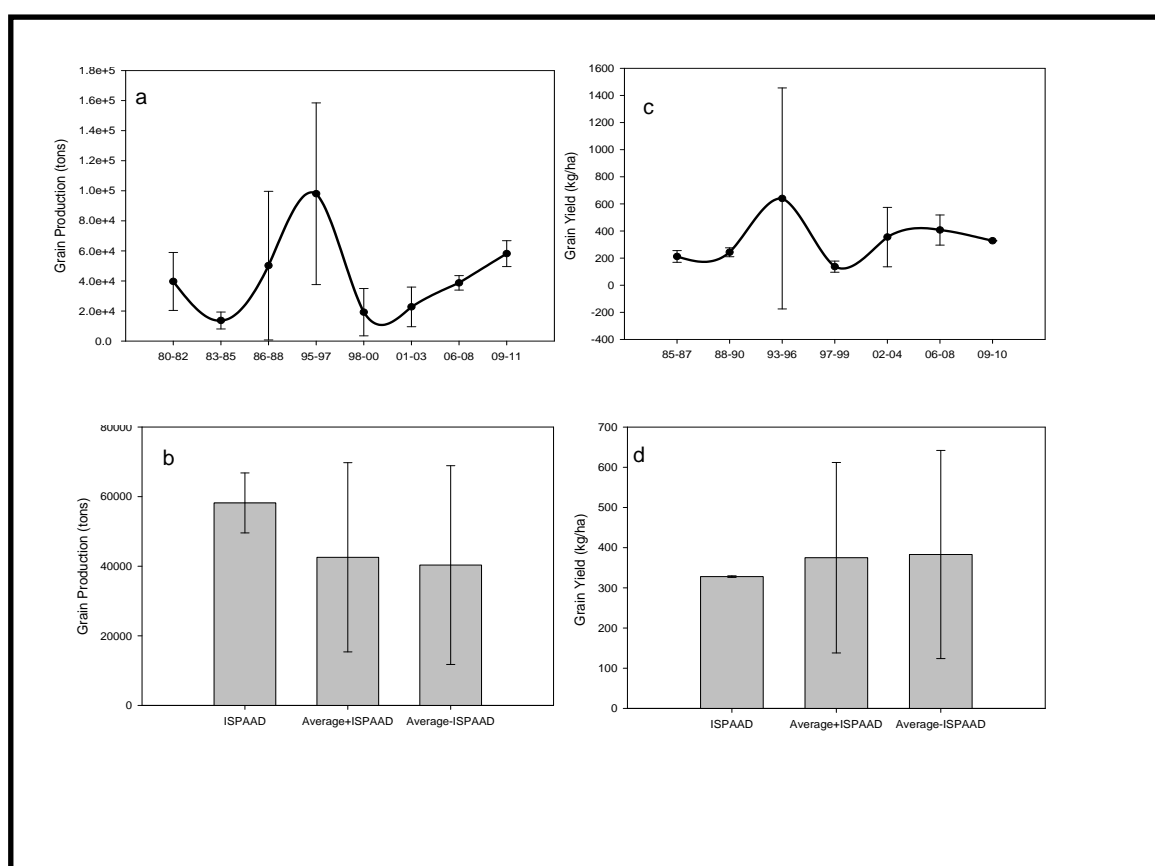 a
Grain Production (tons)
1.8e+5
1.6e+5
1.4e+5
1.2e+5
1.0e+5
8.0e+4
6.0e+4
4.0e+4
2.0e+4
0.0
80-82 83-85 86-88 95-97 98-00 01-03 06-08 09-11
c
Grain Yield (kg/ha)
1600
1400
1200
1000
800
600
400
200
0
-200
-400
85-87 88-90 93-96 97-99 02-04 06-08 09-10
b
Grain Production (tons)
80000
60000
40000
20000
0
ISPAAD Average+ISPAAD Average-ISPAAD
d
Grain Yield (kg/ha)
700
600
500
400
300
200
100
0
ISPAAD Average+ISPAAD Average-ISPAAD